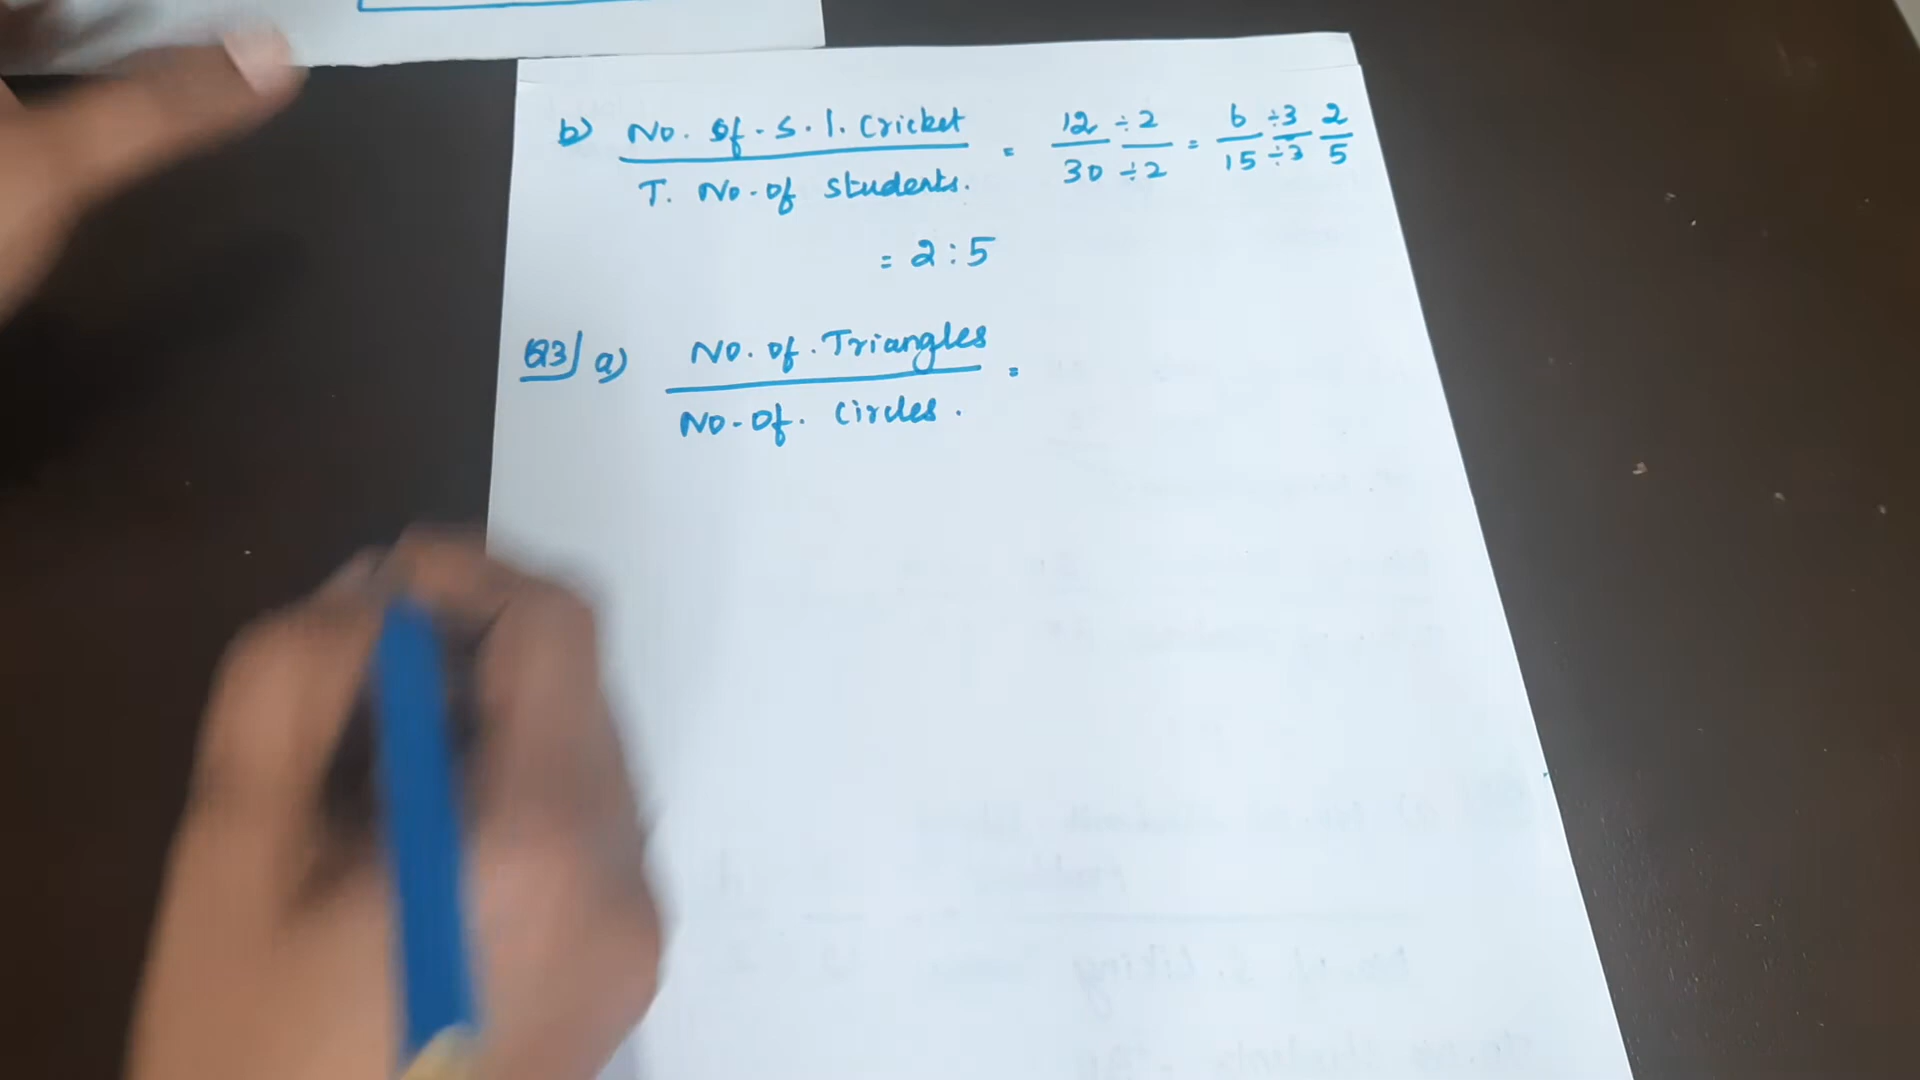 b) No. of. S. l. Cricket / T. No. of students. = 12 ÷2 / 30 ÷2 = 6 ÷3 / 15 ÷3 2 / 5
= 2 : 5
Q3/ a) No. of. Triangles / No. of. Circles. =